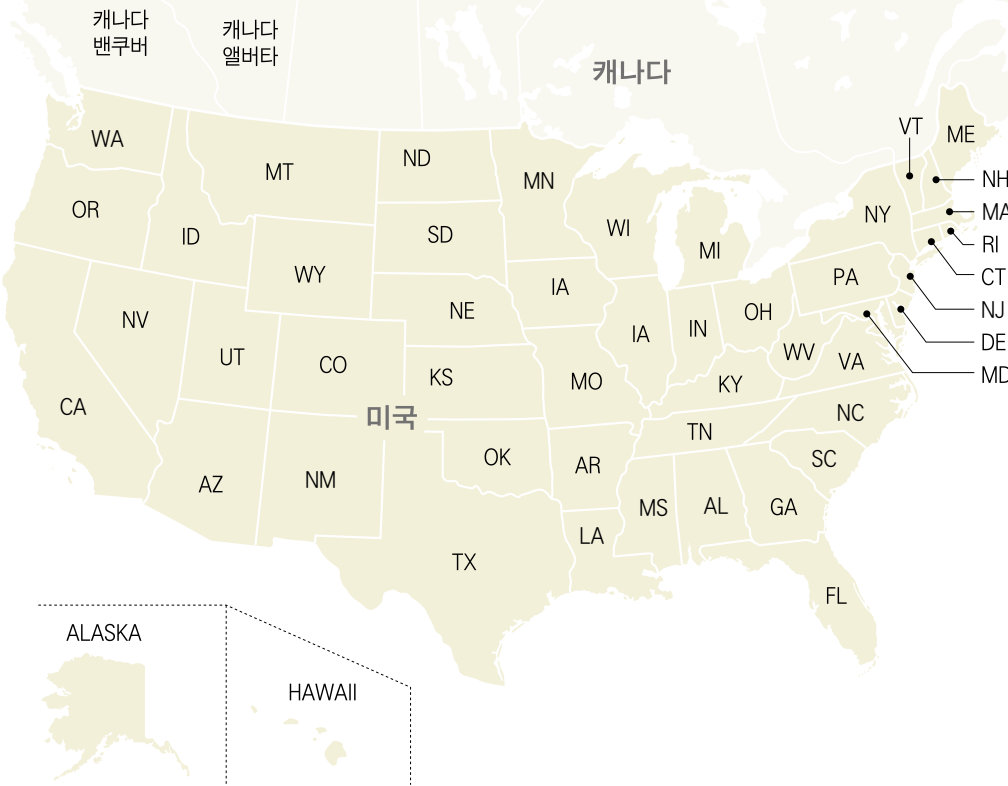 캐나다
밴쿠버
캐나다
앨버타
캐나다
WA
MT
ND
MN
VT
ME
OR
ID
SD
WI
MI
NY
NH
MA
RI
WY
NE
IA
PA
CT
NV
UT
CO
KS
IA
IN
OH
NJ
DE
MO
WV
VA
MD
CA
미국
KY
TN
NC
AZ
NM
OK
AR
SC
MS
AL
GA
TX
LA
FL
ALASKA
HAWAII